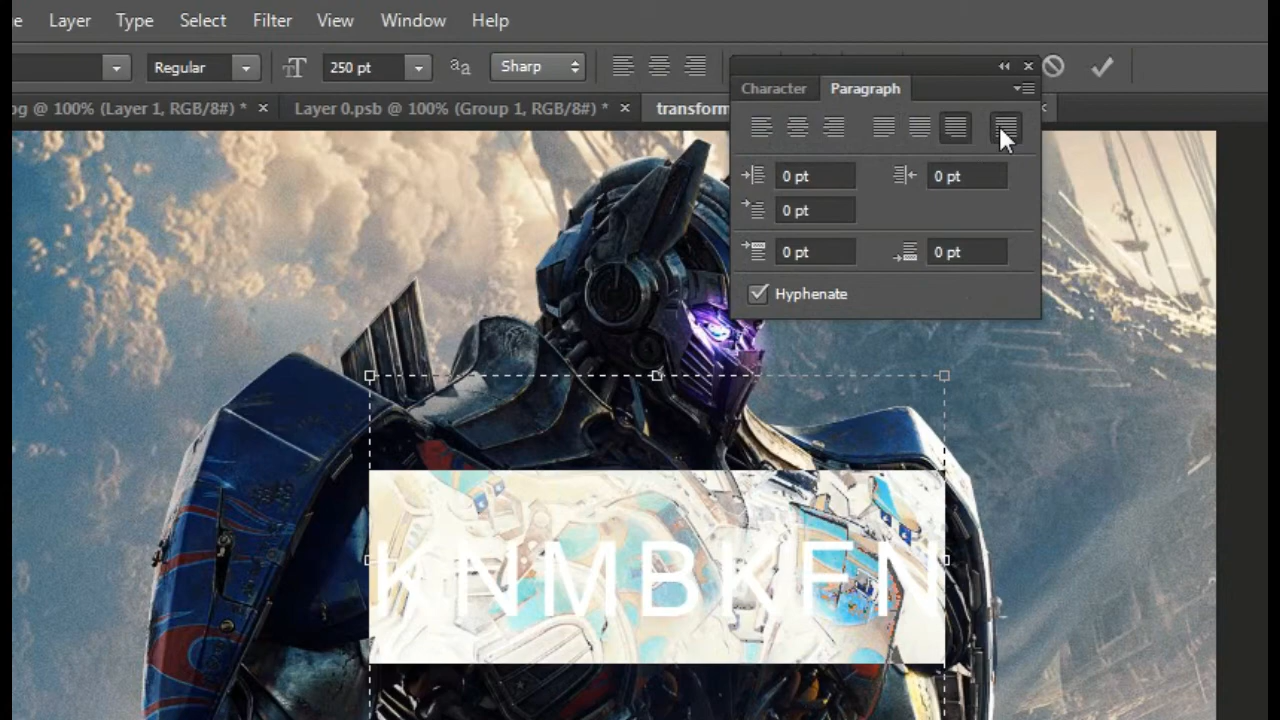 e Layer Type Select Filter View Window Help
Regular 250 pt aa Sharp
og @ 100% (Layer 1, RGB/8#) * × Layer 0.psb @ 100% (Group 1, RGB/8#) * × transform
Character Paragraph
0 pt 0 pt
0 pt
0 pt 0 pt
Hyphenate
KNMBKFN